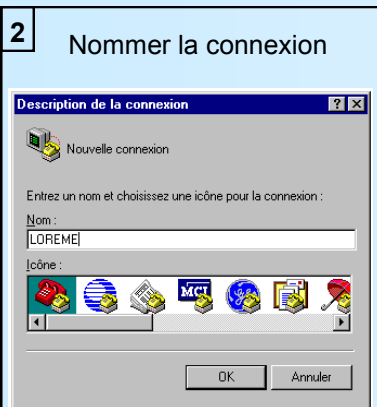 2
Nommer la connexion
Description de la connexion
Nouvelle connexion
Entrez un nom et choisissez une icône pour la connexion :
Nom :
LOREME
Icône :
MCI
OK Annuler